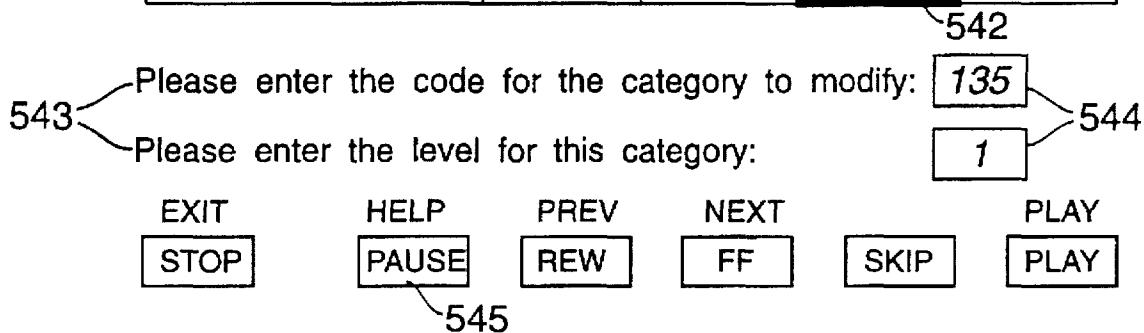 542
Please enter the code for the category to modify: 135
543
544
Please enter the level for this category: 1
EXIT HELP PREV NEXT PLAY
STOP PAUSE REW FF SKIP PLAY
545